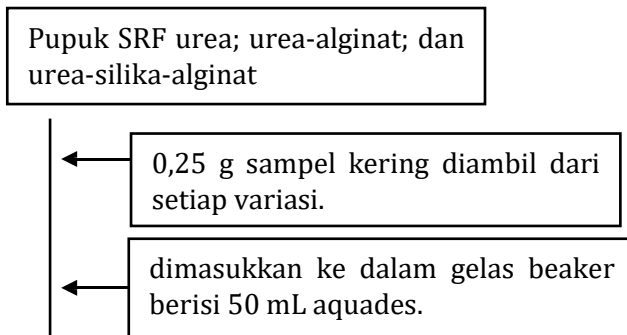 Pupuk SRF urea; urea-alginat; dan
urea-silika-alginat
0,25 g sampel kering diambil dari
setiap variasi.
dimasukkan ke dalam gelas beaker
berisi 50 mL aquades.